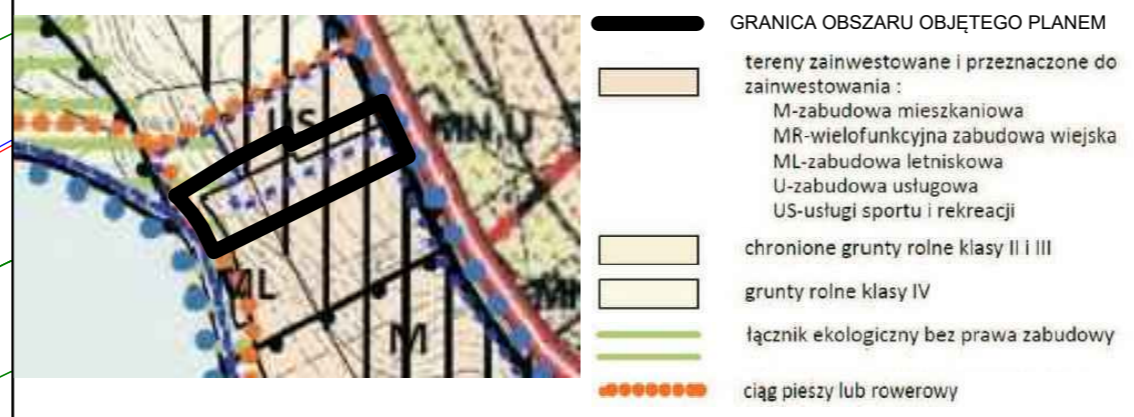 US
MN,U
ML
M
GRANICA OBSZARU OBJĘTEGO PLANEM
tereny zainwestowane i przeznaczone do
zainwestowania :
M-zabudowa mieszkaniowa
MR-wielofunkcyjna zabudowa wiejska
ML-zabudowa letniskowa
U-zabudowa usługowa
US-usługi sportu i rekreacji
chronione grunty rolne klasy II i III
grunty rolne klasy IV
łącznik ekologiczny bez prawa zabudowy
ciąg pieszy lub rowerowy